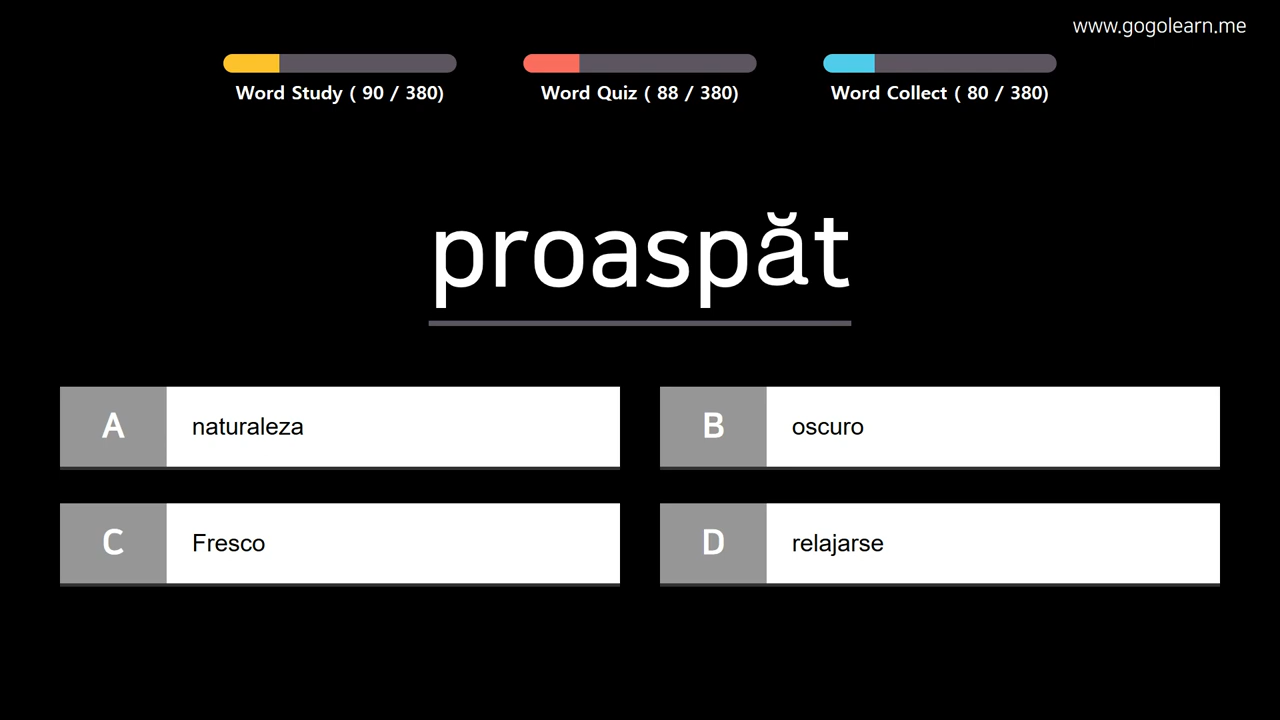 www.gogolearn.me
Word Study ( 90 / 380)
Word Quiz ( 88 / 380)
Word Collect ( 80 / 380)
proaspăt
A naturaleza
B oscuro
C Fresco
D relajarse